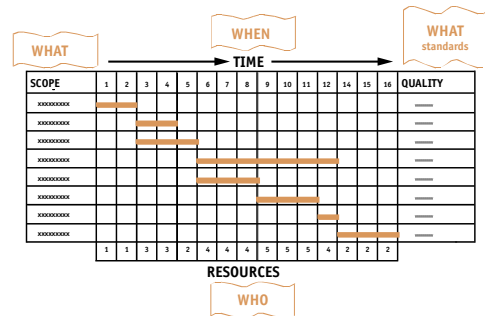 WHAT
WHEN
WHAT
standards
TIME
SCOPE 1 2 3 4 5 6 7 8 9 10 11 12 14 15 16 QUALITY
xxxxxxxxx
xxxxxxxxx
xxxxxxxxx
xxxxxxxxx
xxxxxxxxx
xxxxxxxxx
xxxxxxxxx
xxxxxxxxx
1 1 3 3 2 4 4 4 5 5 5 4 2 2 2
RESOURCES
WHO